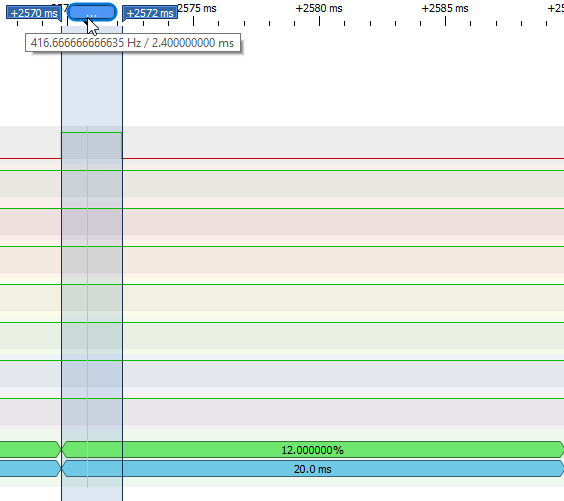 +2570 ms ... +2572 ms +2575 ms +2580 ms +2585 ms
416.666666666635 Hz / 2.400000000 ms
12.000000%
20.0 ms